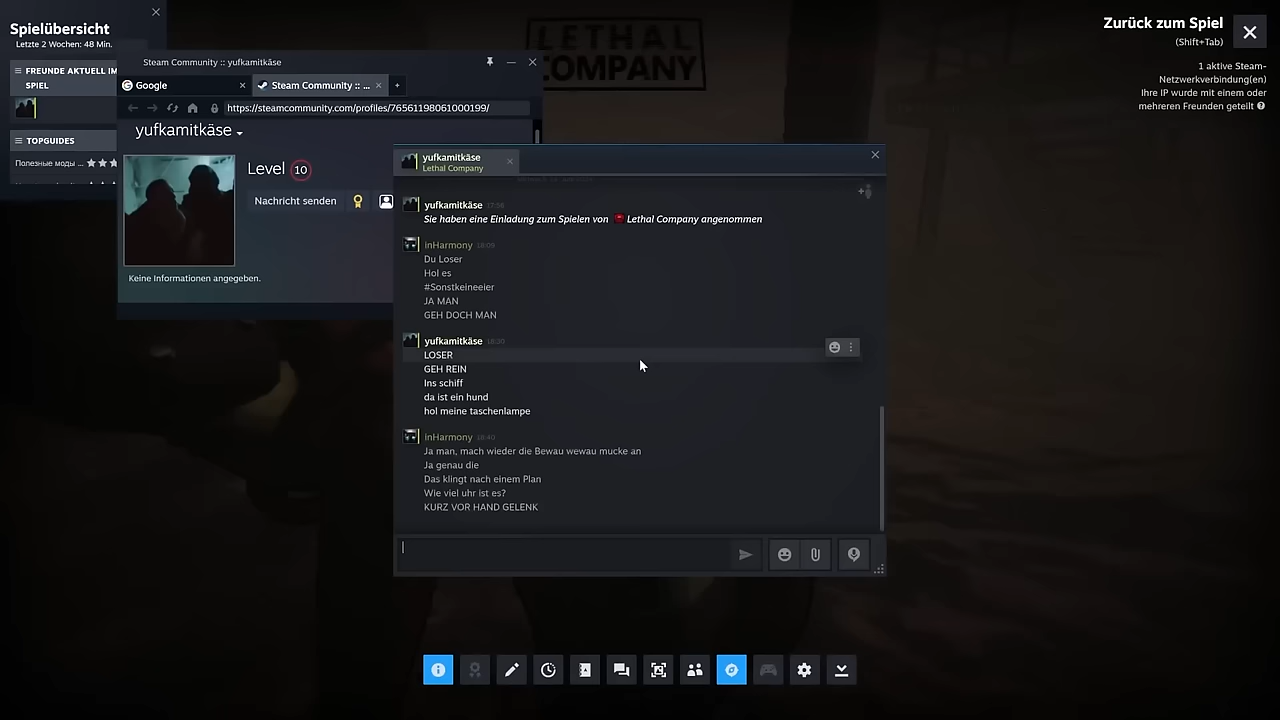 Spielübersicht
Letzte 2 Wochen: 48 Min.
FREUNDE AKTUELL IM
SPIEL
TOPGUIDES
Полезные моды ...
LETHAL
COMPANY
Zurück zum Spiel
(Shift+Tab)
1 aktive Steam-
Netzwerkverbindung(en)
Ihre IP wurde mit einem oder
mehreren Freunden geteilt
Steam Community :: yufkamitkäse
Google
Steam Community :: ...
https://steamcommunity.com/profiles/76561198061000199/
yufkamitkäse
Level 10
Nachricht senden
Keine Informationen angegeben.
yufkamitkäse
Lethal Company
yufkamitkäse
Sie haben eine Einladung zum Spielen von Lethal Company angenommen
inHarmony 18:09
Du Loser
Hol es
#Sonstkeineeier
JA MAN
GEH DOCH MAN
yufkamitkäse 18:30
LOSER
GEH REIN
Ins schiff
da ist ein hund
hol meine taschenlampe
inHarmony 18:40
Ja man, mach wieder die Bewau wewau mucke an
Ja genau die
Das klingt nach einem Plan
Wie viel uhr ist es?
KURZ VOR HAND GELENK